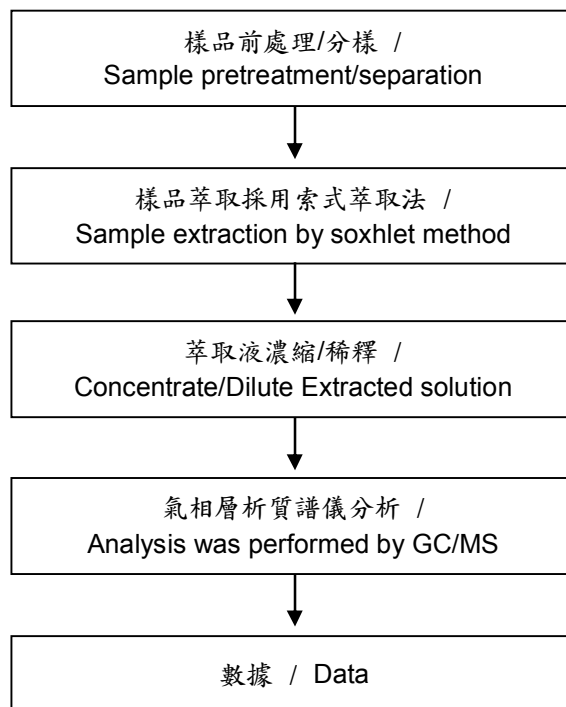 樣品前處理/分樣 /
Sample pretreatment/separation
樣品萃取採用索式萃取法 /
Sample extraction by soxhlet method
萃取液濃縮/稀釋 /
Concentrate/Dilute Extracted solution
氣相層析質譜儀分析 /
Analysis was performed by GC/MS
數據 / Data